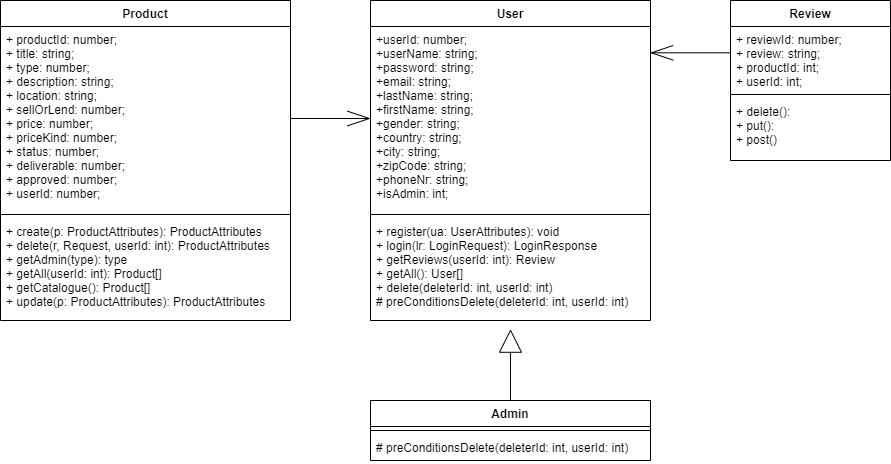 Product
+ productId: number;
+ title: string;
+ type: number;
+ description: string;
+ location: string;
+ sellOrLend: number;
+ price: number;
+ priceKind: number;
+ status: number;
+ deliverable: number;
+ approved: number;
+ userId: number;
+ create(p: ProductAttributes): ProductAttributes
+ delete(r, Request, userId: int): ProductAttributes
+ getAdmin(type): type
+ getAll(userId: int): Product[]
+ getCatalogue(): Product[]
+ update(p: ProductAttributes): ProductAttributes
User
+userId: number;
+userName: string;
+password: string;
+email: string;
+lastName: string;
+firstName: string;
+gender: string;
+country: string;
+city: string;
+zipCode: string;
+phoneNr: string;
+isAdmin: int;
+ register(ua: UserAttributes): void
+ login(lr: LoginRequest): LoginResponse
+ getReviews(userId: int): Review
+ getAll(): User[]
+ delete(deleterId: int, userId: int)
# preConditionsDelete(deleterId: int, userId: int)
Review
+ reviewId: number;
+ review: string;
+ productId: int;
+ userId: int;
+ delete():
+ put():
+ post()
Admin
# preConditionsDelete(deleterId: int, userId: int)